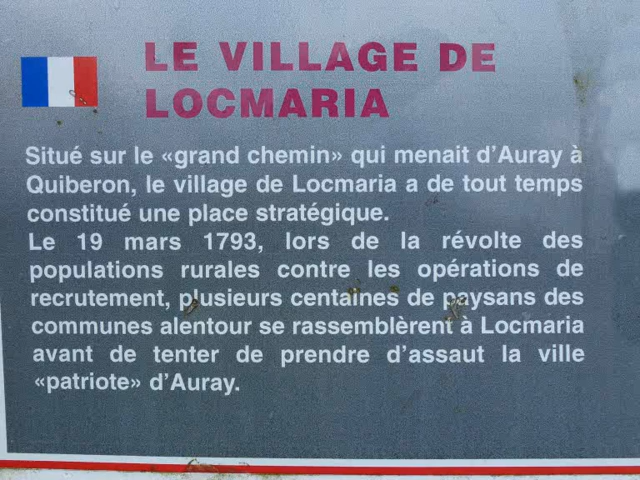 LE VILLAGE DE
LOCMARIA
Situé sur le «grand chemin» qui menait d'Auray à
Quiberon, le village de Locmaria a de tout temps
constitué une place stratégique.
Le 19 mars 1793, lors de la révolte des
populations rurales contre les opérations de
recrutement, plusieurs centaines de paysans des
communes alentour se rassemblèrent à Locmaria
avant de tenter de prendre d'assaut la ville
«patriote» d'Auray.